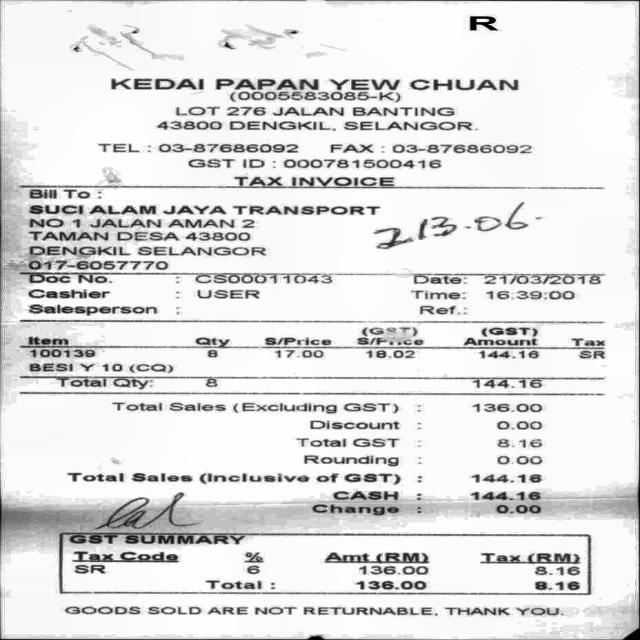 R
KEDAI PAPAN YEW CHUAN
(0005583085-K)
LOT 276 JALAN BANTING
43800 DENGKIL, SELANGOR.
TEL : 03-87686092 FAX : 03-87686092
GST ID : 000781500416
TAX INVOICE
Bill To :
SUCI ALAM JAYA TRANSPORT
NO 1 JALAN AMAN 2
TAMAN DESA 43800
DENGKIL SELANGOR
017-6057770
213.06.
Doc No. : CS00011043 Date: 21/03/2018
Cashier : USER Time: 16:39:00
Salesperson : Ref.:
(GST) (GST)
Item Qty S/Price S/Price Amount Tax
100139 8 17.00 18.02 144.16 SR
BESI Y 10 (CQ)
Total Qty: 8 144.16
Total Sales (Excluding GST) : 136.00
Discount : 0.00
Total GST : 8.16
Rounding : 0.00
Total Sales (Inclusive of GST) : 144.16
CASH : 144.16
Change : 0.00
GST SUMMARY
Tax Code % Amt (RM) Tax (RM)
SR 6 136.00 8.16
Total : 136.00 8.16
GOODS SOLD ARE NOT RETURNABLE, THANK YOU.